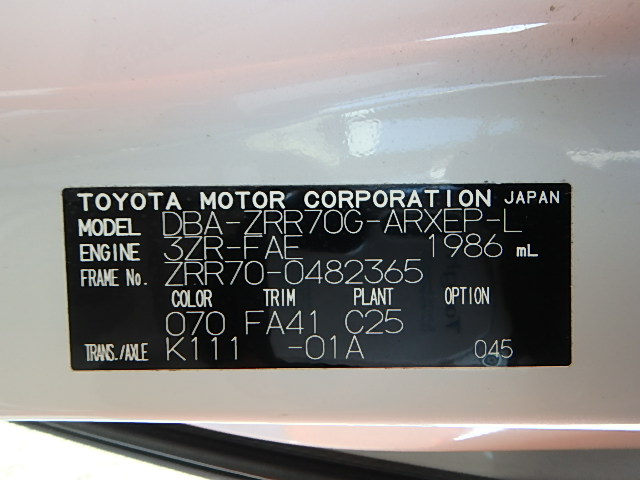 TOYOTA MOTOR CORPORATION JAPAN
MODEL DBA-ZRR70G-ARXEP-L
ENGINE 3ZR-FAE 1986 mL
FRAME No. ZRR70-0482365
COLOR TRIM PLANT OPTION
070 FA41 C25
TRANS./AXLE K111 -01A 045